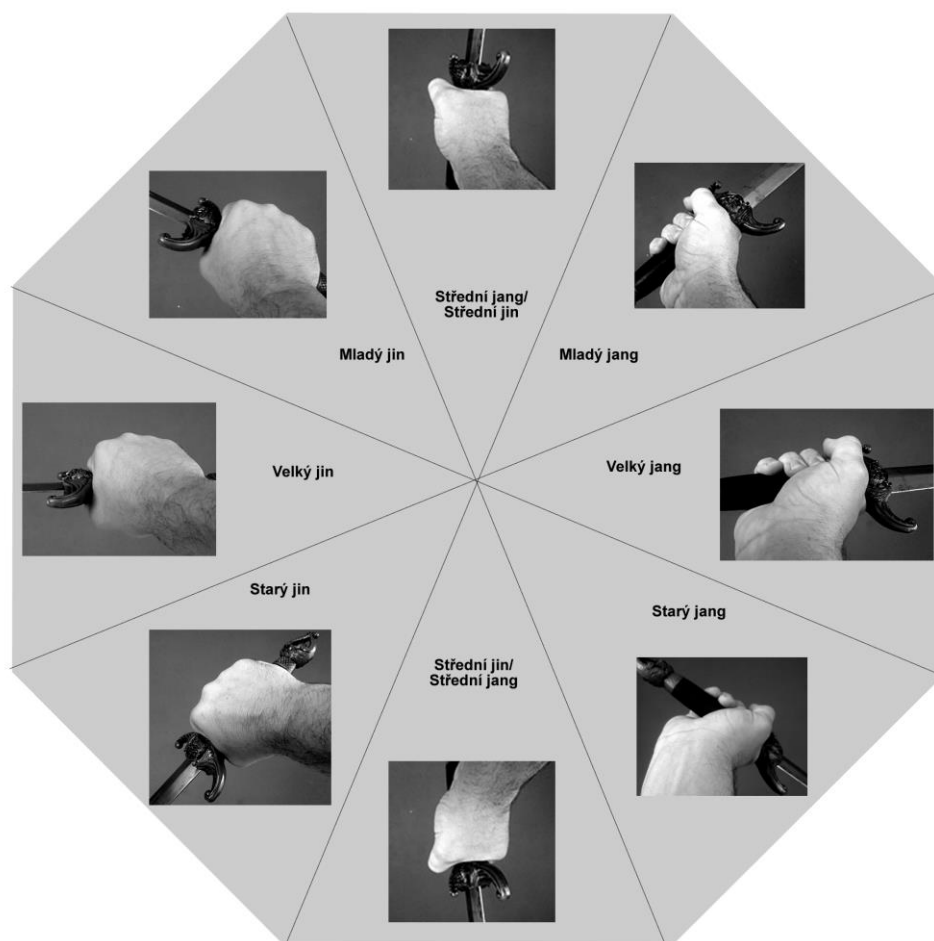 Střední jang/
Střední jin
Mladý jin
Mladý jang
Velký jin
Velký jang
Starý jin
Starý jang
Střední jin/
Střední jang